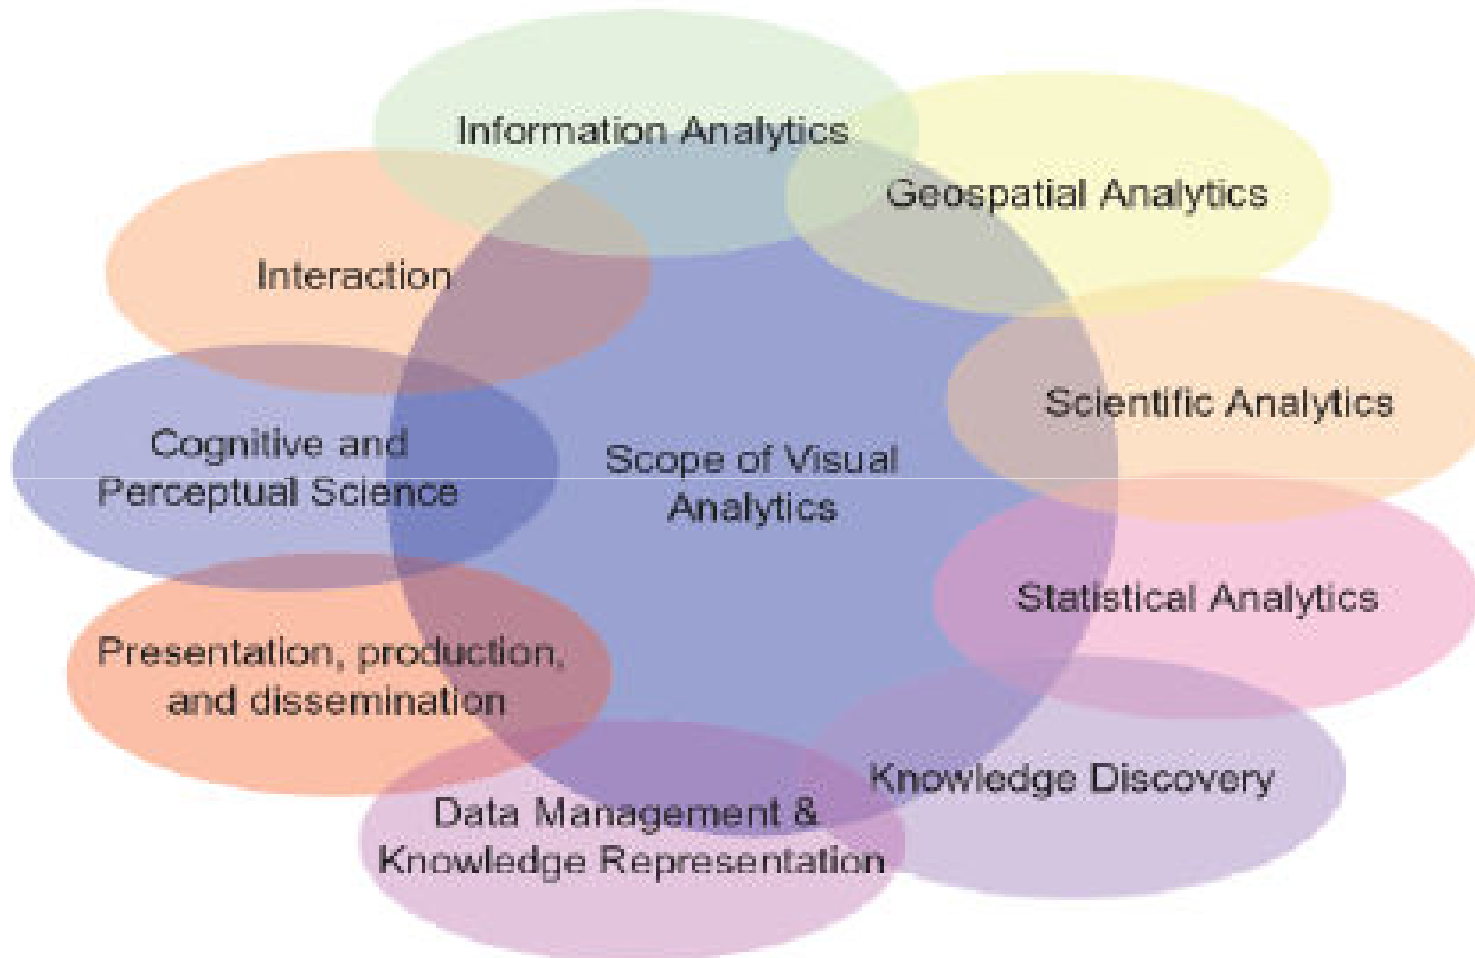 Information Analytics
Geospatial Analytics
Interaction
Scientific Analytics
Cognitive and
Perceptual Science
Scope of Visual
Analytics
Statistical Analytics
Presentation, production,
and dissemination
Knowledge Discovery
Data Management &
Knowledge Representation